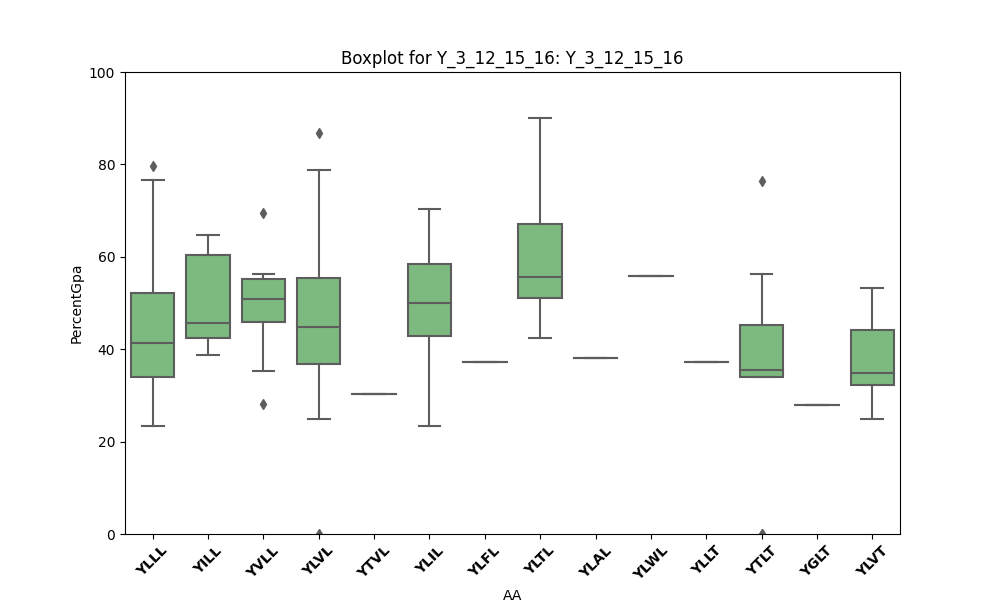 Boxplot for Y_3_12_15_16: Y_3_12_15_16
100
80
60
40
20
0
PercentGpa
YLLL
YILL
YVLL
YLVL
YTVL
YLIL
YLFL
YLTL
YLAL
YLWL
YLLT
YTLT
YGLT
YLVT
AA